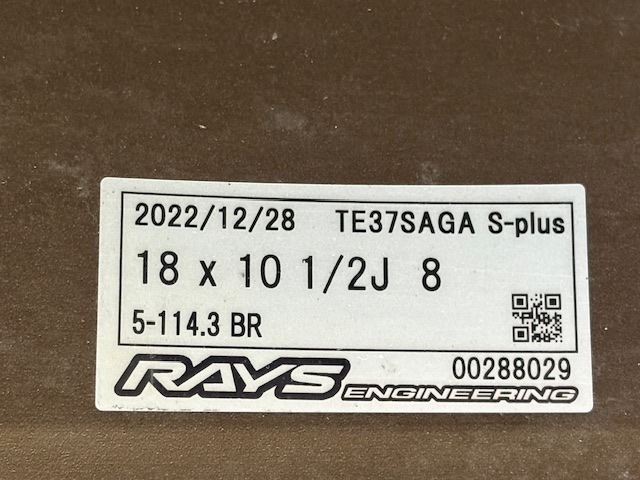 2022/12/28 TE37SAGA S-plus
18 x 10 1/2J 8
5-114.3 BR
RAYS ENGINEERING 00288029